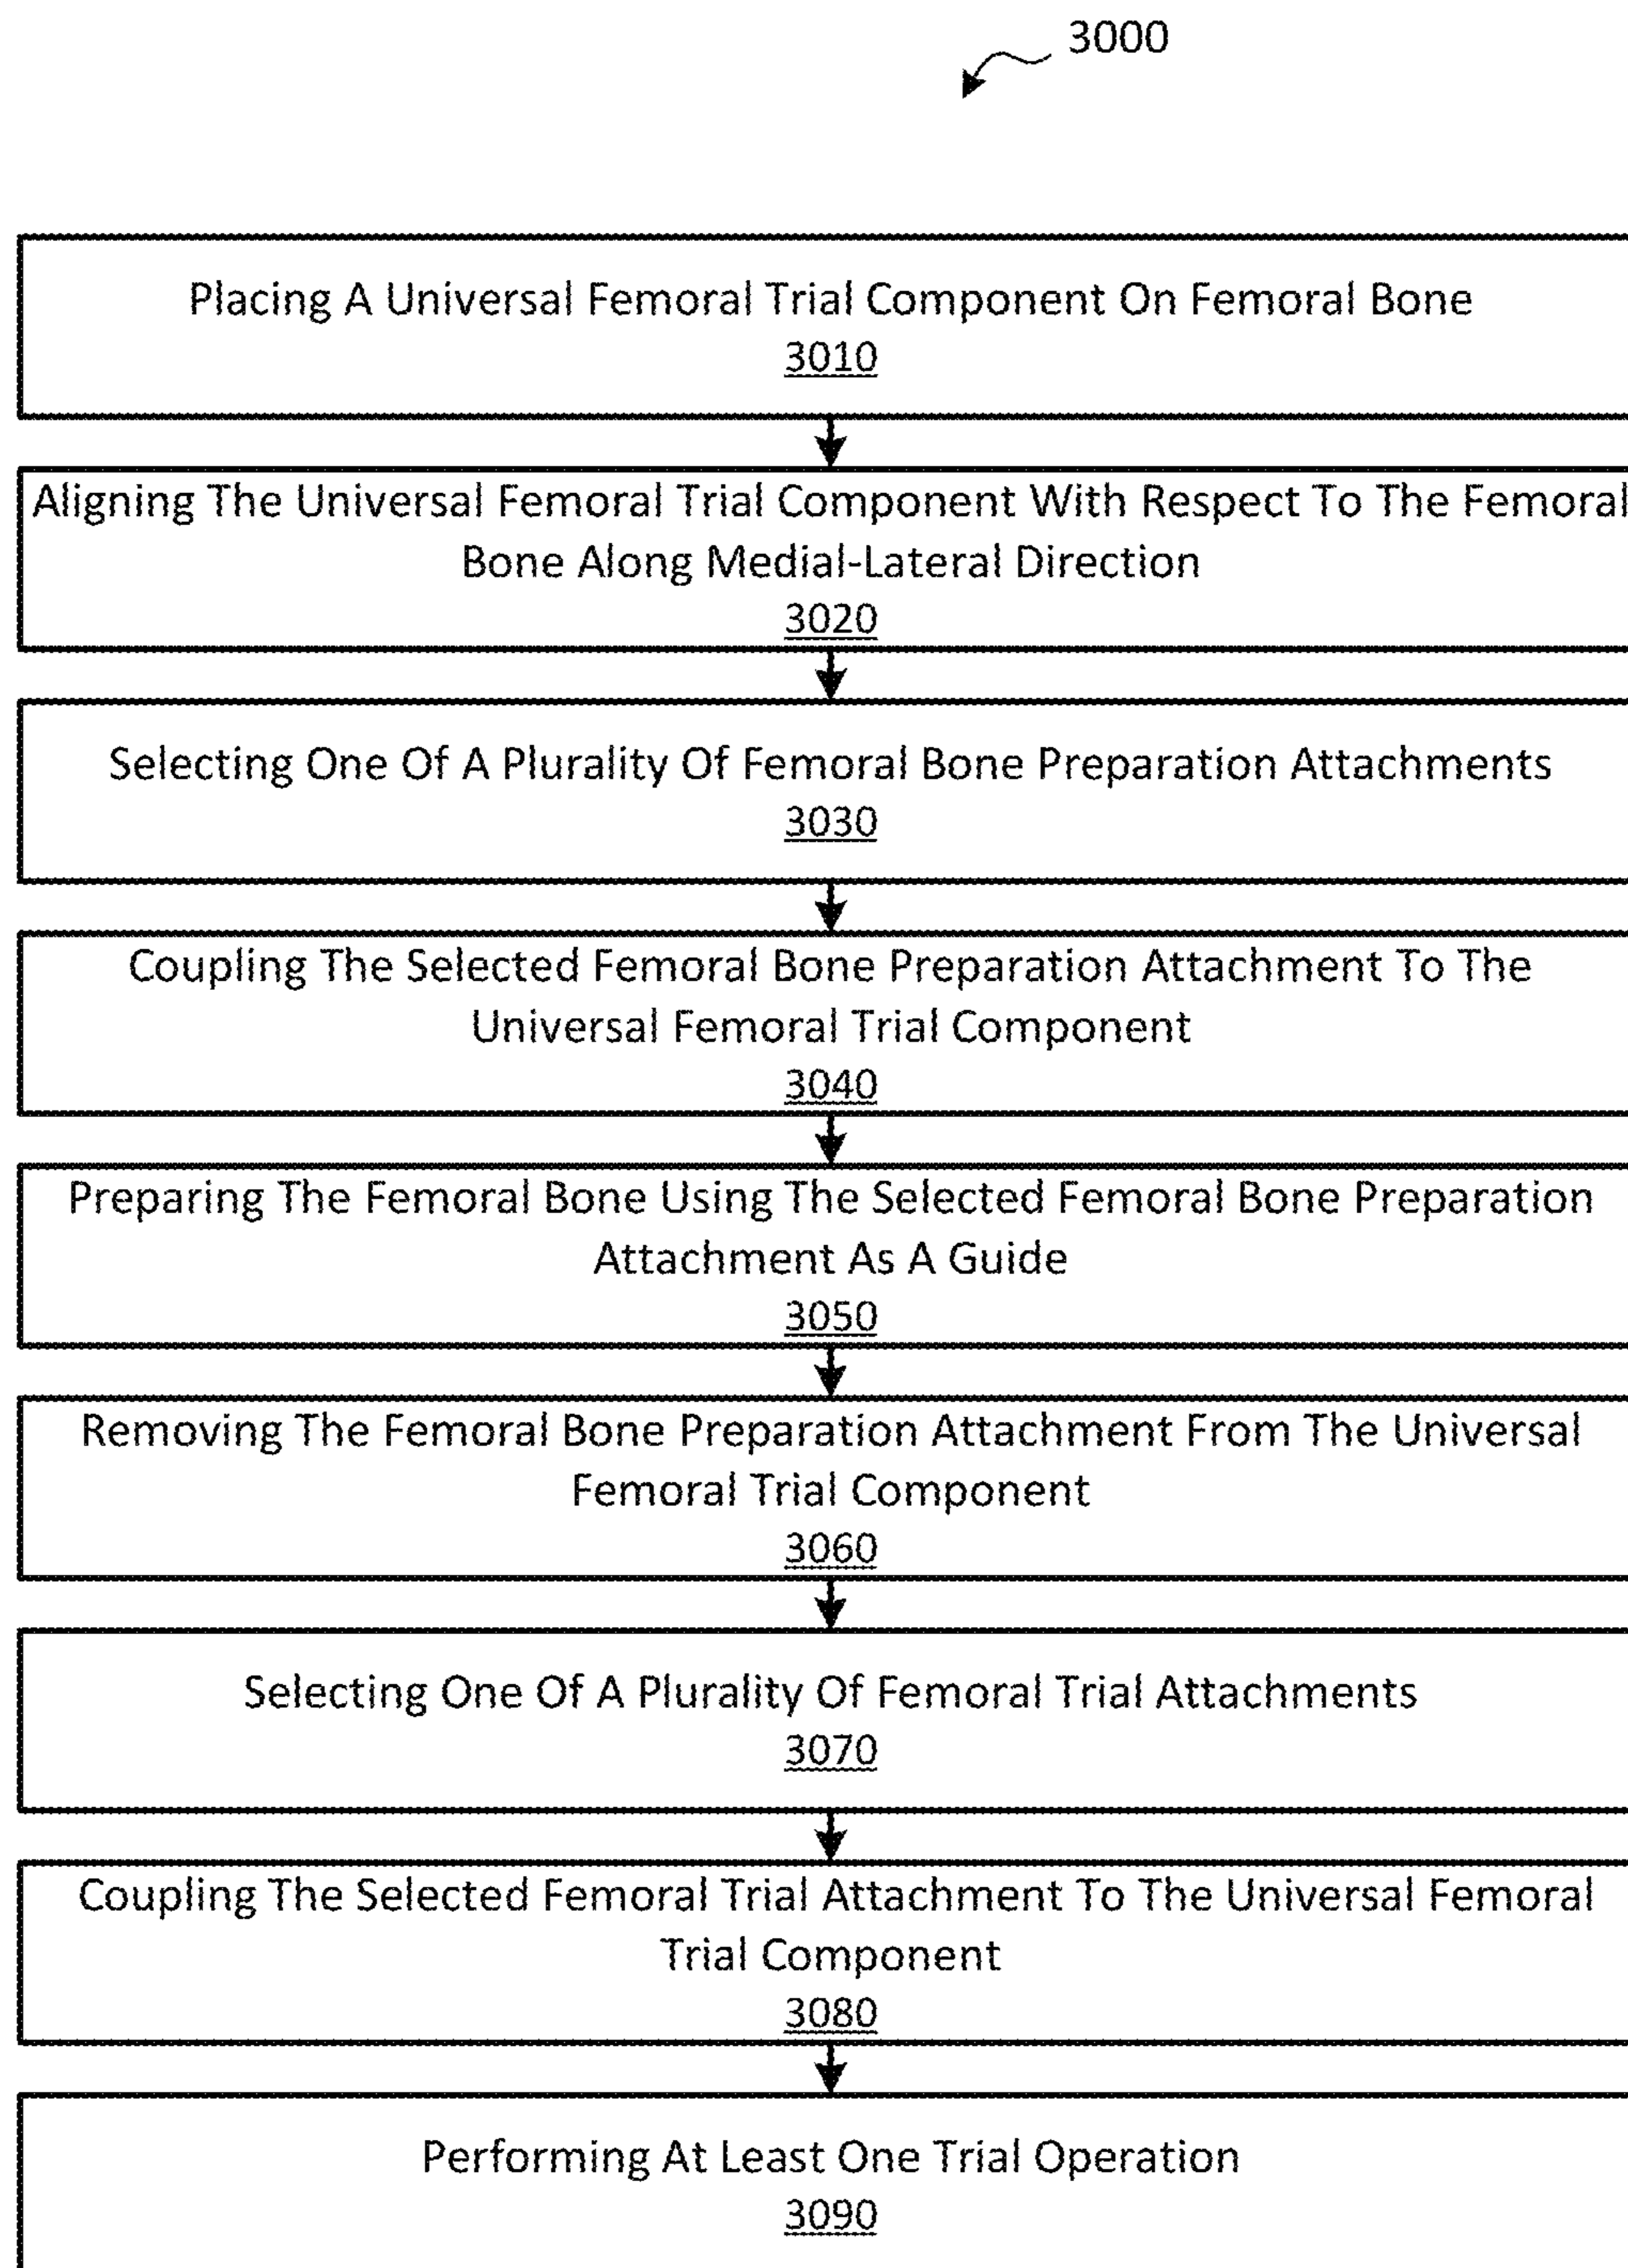 3000
Placing A Universal Femoral Trial Component On Femoral Bone
3010
Aligning The Universal Femoral Trial Component With Respect To The Femoral
Bone Along Medial-Lateral Direction
3020
Selecting One Of A Plurality Of Femoral Bone Preparation Attachments
3030
Coupling The Selected Femoral Bone Preparation Attachment To The
Universal Femoral Trial Component
3040
Preparing The Femoral Bone Using The Selected Femoral Bone Preparation
Attachment As A Guide
3050
Removing The Femoral Bone Preparation Attachment From The Universal
Femoral Trial Component
3060
Selecting One Of A Plurality Of Femoral Trial Attachments
3070
Coupling The Selected Femoral Trial Attachment To The Universal Femoral
Trial Component
3080
Performing At Least One Trial Operation
3090